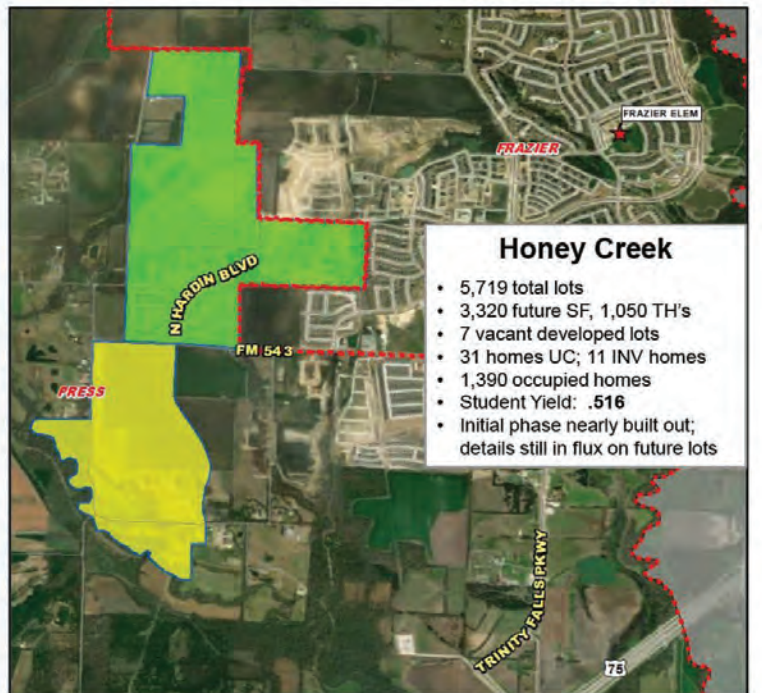 FRAZIER ELEM
FRAZIER
N HARDIN BLVD
FM 543
PRESS
Honey Creek
• 5,719 total lots
• 3,320 future SF, 1,050 TH's
• 7 vacant developed lots
• 31 homes UC; 11 INV homes
• 1,390 occupied homes
• Student Yield: .516
• Initial phase nearly built out;
details still in flux on future lots
TRINITY FALLS PKWY
75